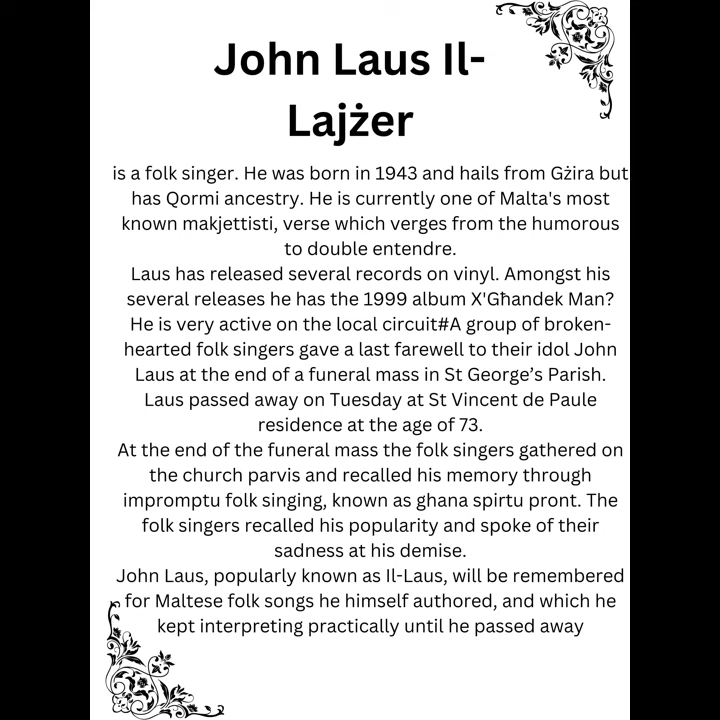 John Laus Il-
Lajżer
is a folk singer. He was born in 1943 and hails from Gżira but
has Qormi ancestry. He is currently one of Malta's most
known makjettisti, verse which verges from the humorous
to double entendre.
Laus has released several records on vinyl. Amongst his
several releases he has the 1999 album X'Għandek Man?
He is very active on the local circuit#A group of broken-
hearted folk singers gave a last farewell to their idol John
Laus at the end of a funeral mass in St George’s Parish.
Laus passed away on Tuesday at St Vincent de Paule
residence at the age of 73.
At the end of the funeral mass the folk singers gathered on
the church parvis and recalled his memory through
impromptu folk singing, known as ghana spirtu pront. The
folk singers recalled his popularity and spoke of their
sadness at his demise.
John Laus, popularly known as Il-Laus, will be remembered
for Maltese folk songs he himself authored, and which he
kept interpreting practically until he passed away